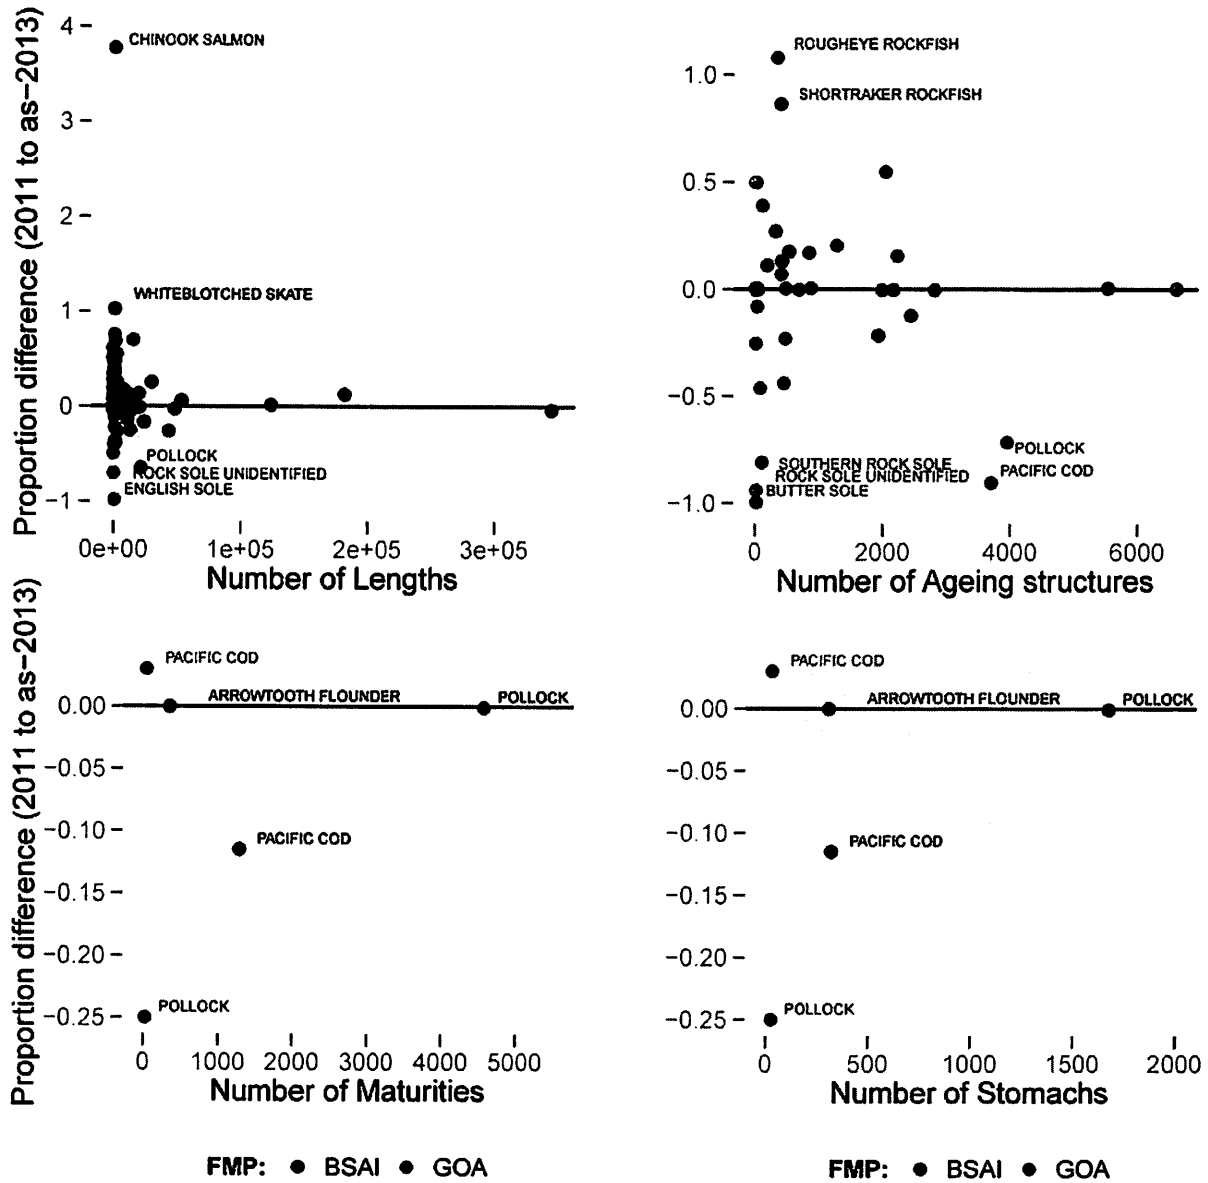 Proportion difference (2011 to as−2013)
4
3
2
1
0
−1
CHINOOK SALMON
WHITEBLOTCHED SKATE
POLLOCK
ROCK SOLE UNIDENTIFIED
ENGLISH SOLE
0e+00 1e+05 2e+05 3e+05
Number of Lengths
1.0
0.5
0.0
−0.5
−1.0
ROUGHEYE ROCKFISH
SHORTRAKER ROCKFISH
POLLOCK
SOUTHERN ROCK SOLE
PACIFIC COD
ROCK SOLE UNIDENTIFIED
BUTTER SOLE
0 2000 4000 6000
Number of Ageing structures
Proportion difference (2011 to as−2013)
0.00
−0.05
−0.10
−0.15
−0.20
−0.25
PACIFIC COD
ARROWTOOTH FLOUNDER
POLLOCK
PACIFIC COD
POLLOCK
0 1000 2000 3000 4000 5000
Number of Maturities
FMP: BSAI GOA
0.00
−0.05
−0.10
−0.15
−0.20
−0.25
PACIFIC COD
ARROWTOOTH FLOUNDER
POLLOCK
PACIFIC COD
POLLOCK
0 500 1000 1500 2000
Number of Stomachs
FMP: BSAI GOA